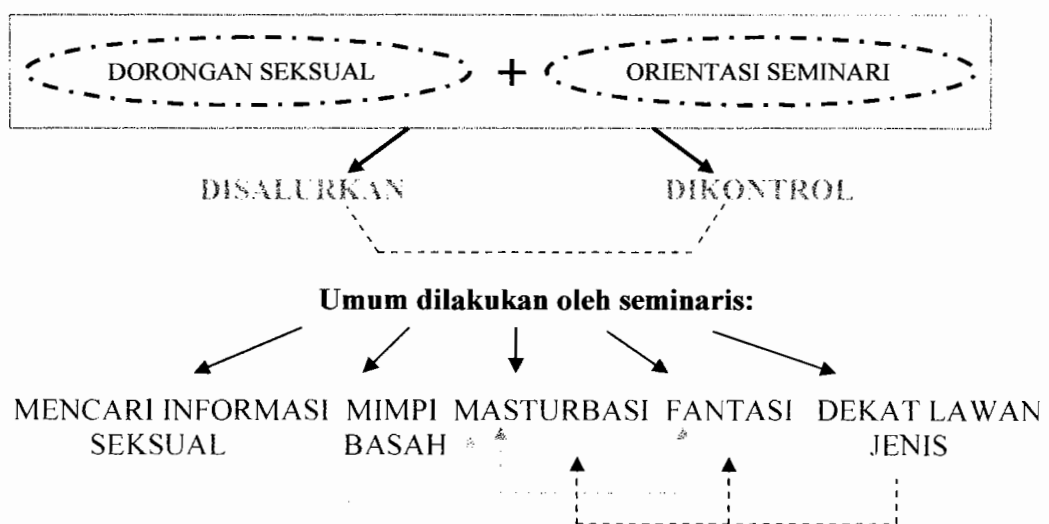 DORONGAN SEKSUAL + ORIENTASI SEMINARI
DISALURKAN DIKONTROL
Umum dilakukan oleh seminaris:
MENCARI INFORMASI MIMPI MASTURBASI FANTASI DEKAT LAWAN
SEKSUAL BASAH JENIS